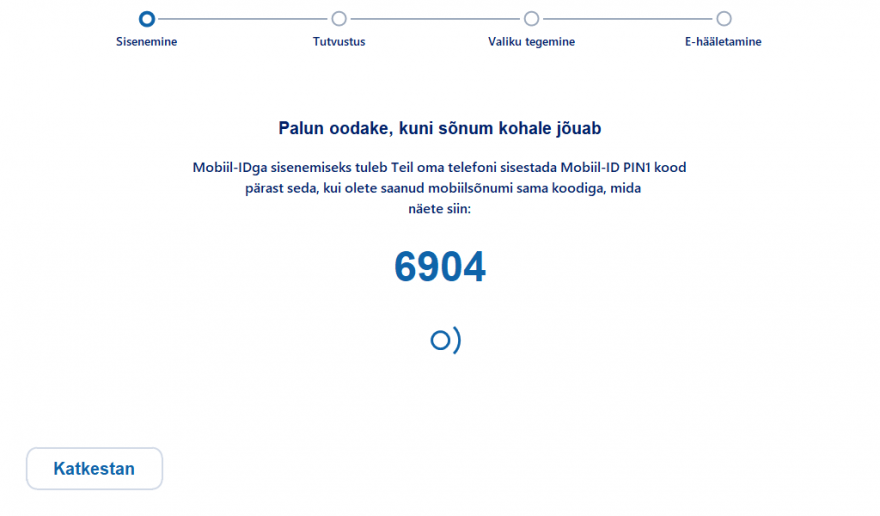 Sisenemine Tutvustus Valiku tegemine E-hääletamine
Palun oodake, kuni sõnum kohale jõuab
Mobiil-IDga sisenemiseks tuleb Teil oma telefoni sisestada Mobiil-ID PIN1 kood
pärast seda, kui olete saanud mobiilsõnumi sama koodiga, mida
näete siin:
6904
Katkestan